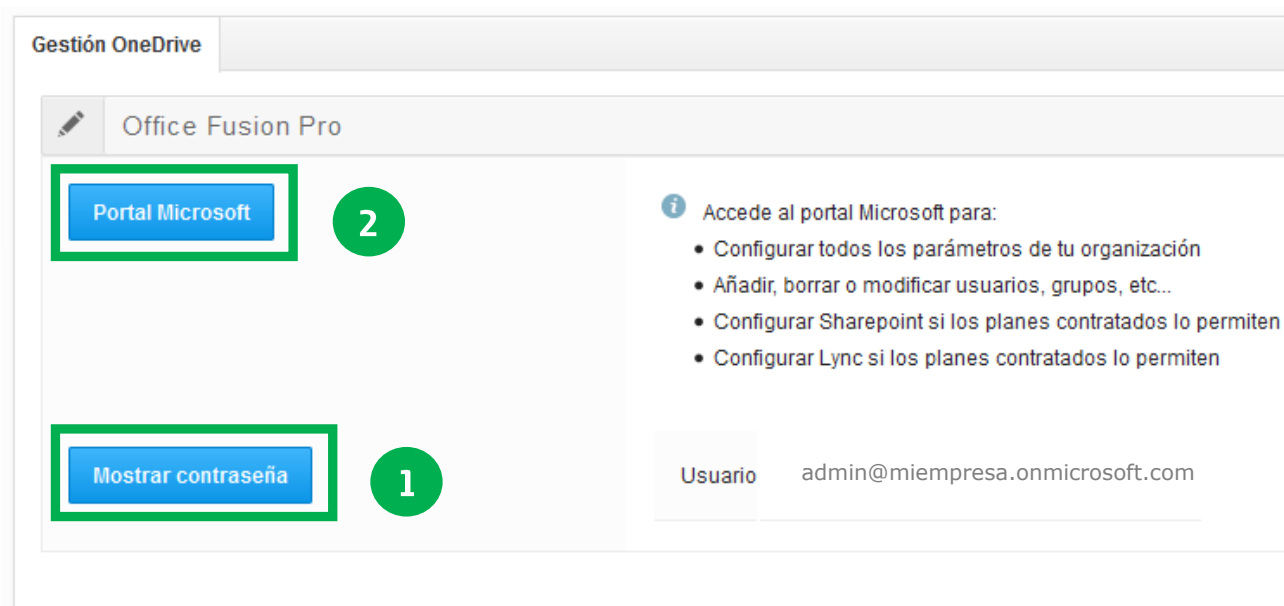 Gestión OneDrive
Office Fusion Pro
Portal Microsoft
2
Accede al portal Microsoft para:
• Configurar todos los parámetros de tu organización
• Añadir, borrar o modificar usuarios, grupos, etc...
• Configurar Sharepoint si los planes contratados lo permiten
• Configurar Lync si los planes contratados lo permiten
Mostrar contraseña
1
Usuario admin@miempresa.onmicrosoft.com